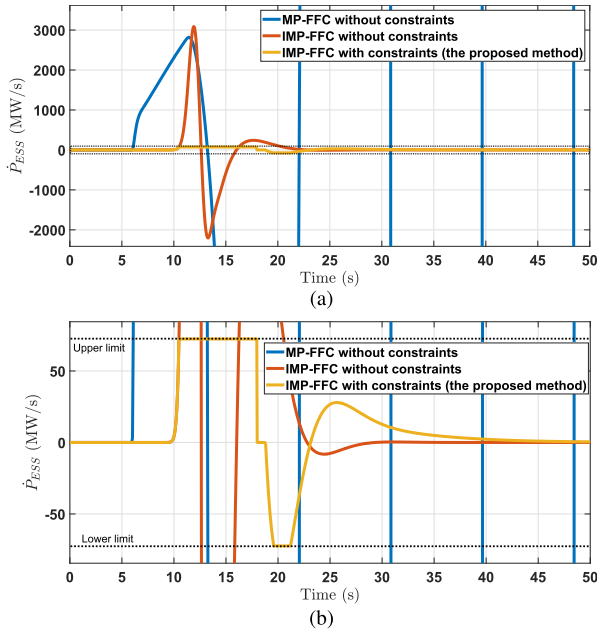 3000
2000
1000
0
-1000
-2000
Ṗ_ESS (MW/s)
MP-FFC without constraints
IMP-FFC without constraints
IMP-FFC with constraints (the proposed method)
0 5 10 15 20 25 30 35 40 45 50
Time (s)
(a)
50
0
-50
Ṗ_ESS (MW/s)
Upper limit
MP-FFC without constraints
IMP-FFC without constraints
IMP-FFC with constraints (the proposed method)
Lower limit
0 5 10 15 20 25 30 35 40 45 50
Time (s)
(b)